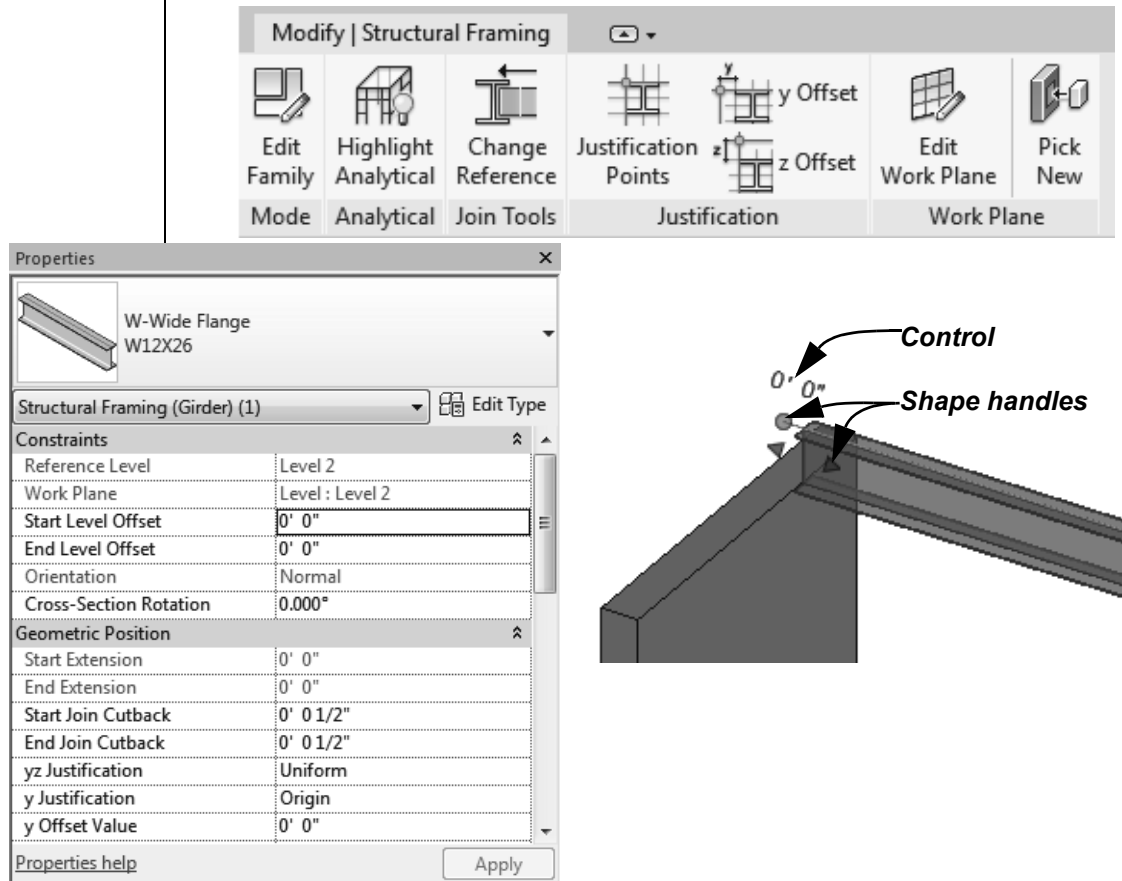 Modify | Structural Framing
y Offset
z Offset
Edit Family
Highlight Analytical
Change Reference
Justification Points
Edit Work Plane
Pick New
Mode
Analytical
Join Tools
Justification
Work Plane
Properties
W-Wide Flange
W12X26
Structural Framing (Girder) (1)
Edit Type
Constraints
Reference Level Level 2
Work Plane Level : Level 2
Start Level Offset 0' 0"
End Level Offset 0' 0"
Orientation Normal
Cross-Section Rotation 0.000°
Geometric Position
Start Extension 0' 0"
End Extension 0' 0"
Start Join Cutback 0' 0 1/2"
End Join Cutback 0' 0 1/2"
yz Justification Uniform
y Justification Origin
y Offset Value 0' 0"
Properties help
Apply
Control
0' 0"
Shape handles